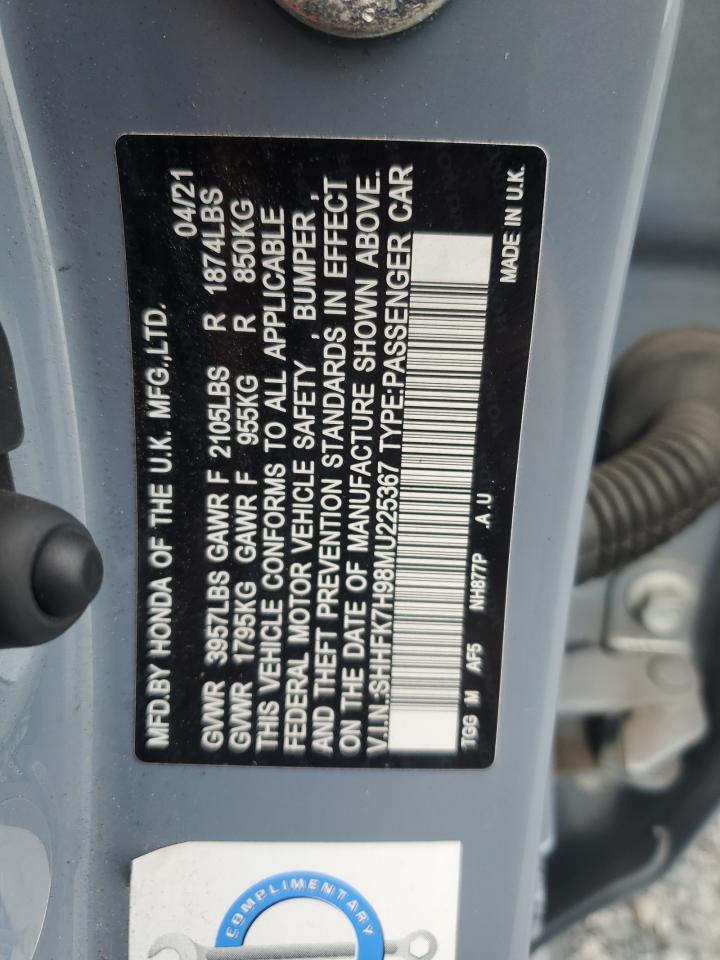 MFD.BY HONDA OF THE U.K. MFG.,LTD. 04/21
GVWR 3957LBS GAWR F 2105LBS R 1874LBS
GVWR 1795KG GAWR F 955KG R 850KG
THIS VEHICLE CONFORMS TO ALL APPLICABLE
FEDERAL MOTOR VEHICLE SAFETY , BUMPER ,
AND THEFT PREVENTION STANDARDS IN EFFECT
ON THE DATE OF MANUFACTURE SHOWN ABOVE.
V.I.N.:SHHFK7H98MU225367 TYPE:PASSENGER CAR
TGG 1M AF5 NH877P .A.U MADE IN U.K.
COMPLIMENTARY